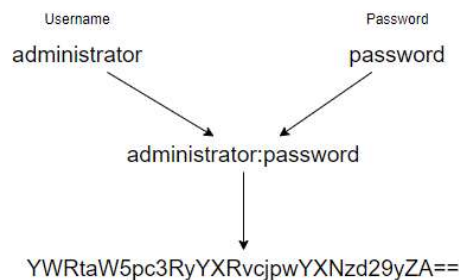 Username Password
administrator password
administrator:password
YWRtaW5pc3RyYXRvcjpwYXNzd29yZA==